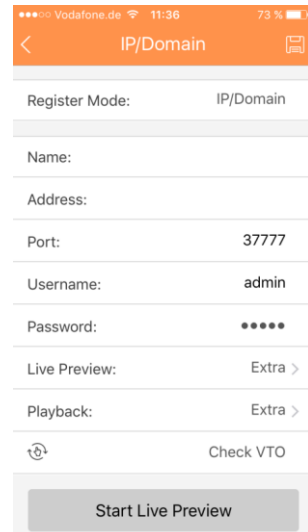 Vodafone.de 11:36 73 %
IP/Domain
Register Mode: IP/Domain
Name:
Address:
Port: 37777
Username: admin
Password: •••••
Live Preview: Extra >
Playback: Extra >
Check VTO
Start Live Preview